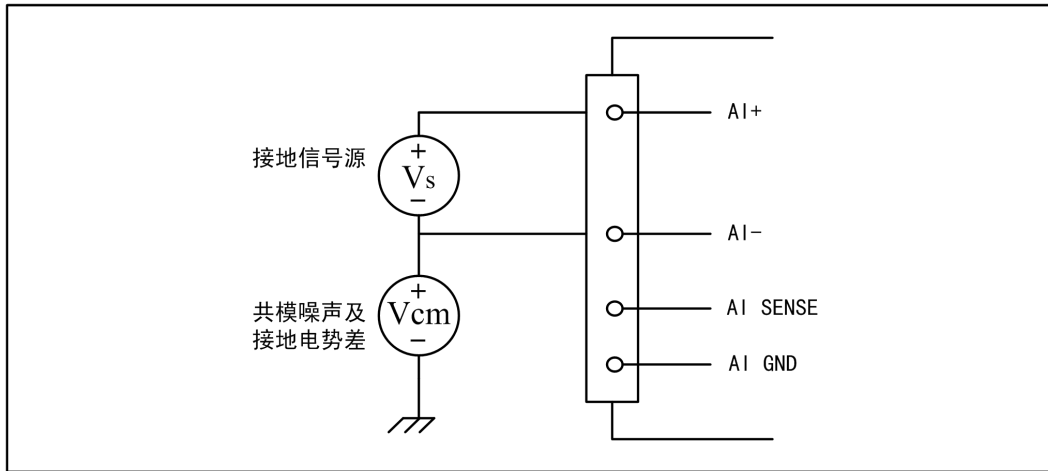 AI+
接地信号源
+
Vs
−
AI-
共模噪声及
接地电势差
+
Vcm
−
AI SENSE
AI GND